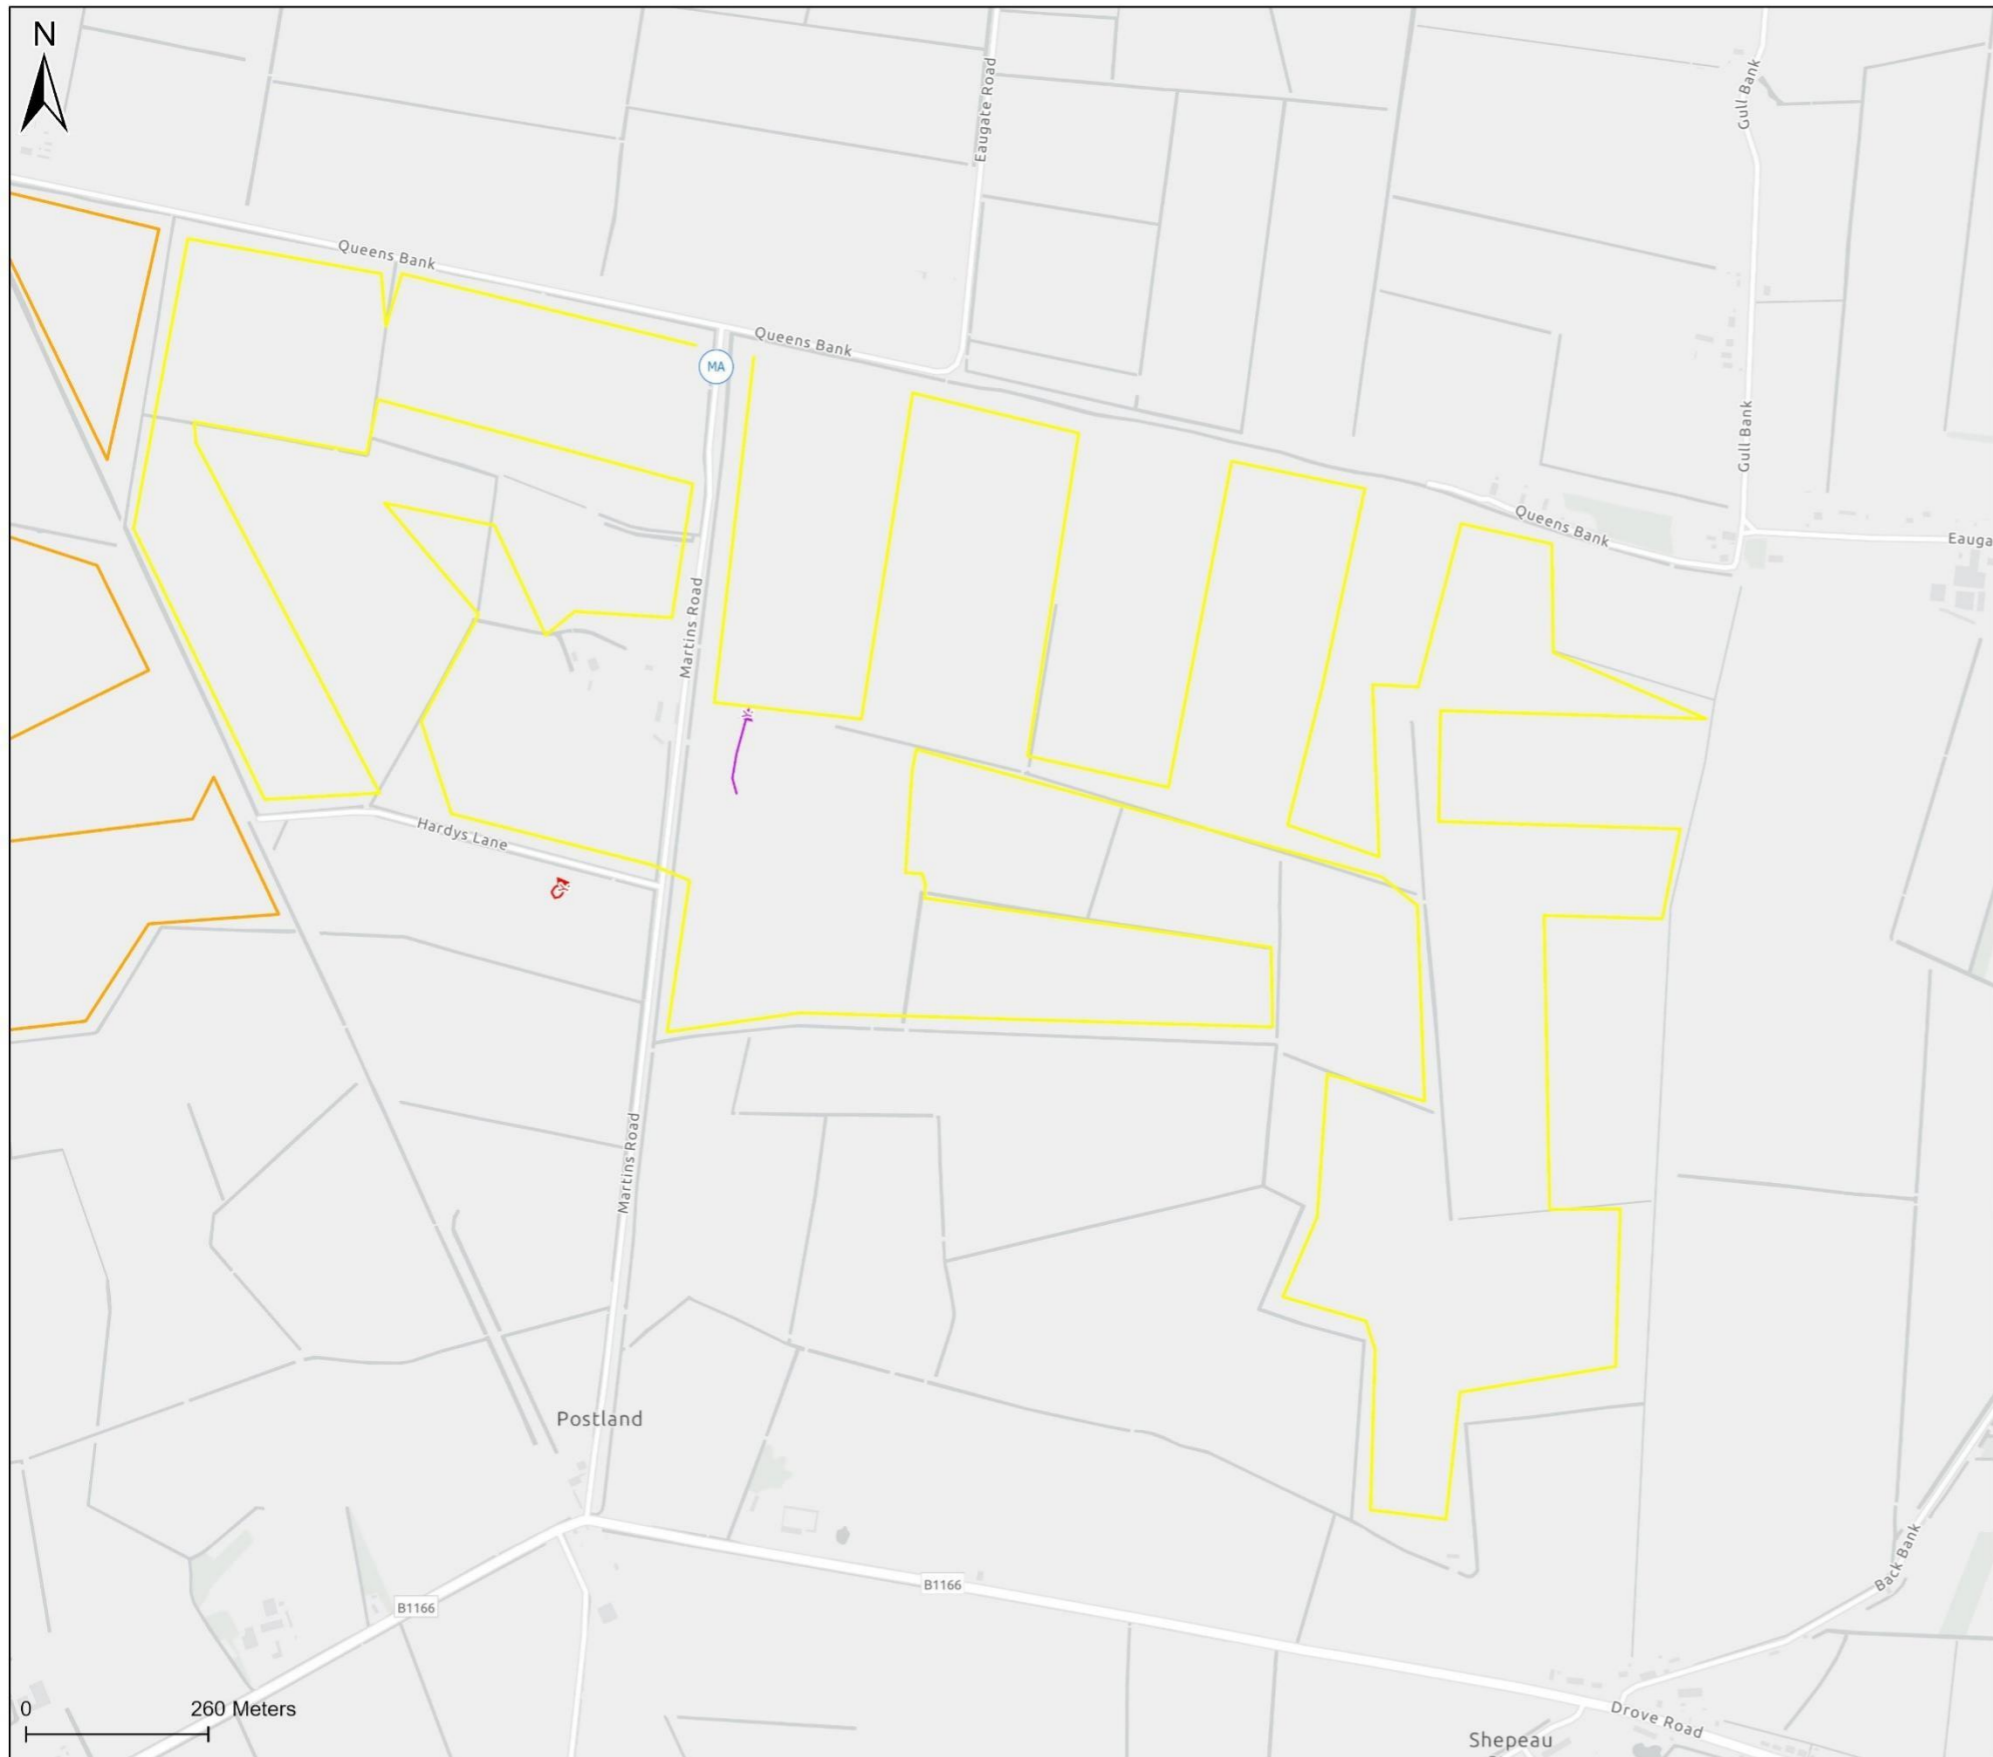 N
Eaugate Road
Gull Bank
Queens Bank
Queens Bank
MA
Gull Bank
Queens Bank
Eauga
Martins Road
Hardys Lane
Martins Road
Postland
Back Bank
B1166
B1166
0 260 Meters
Drove Road
Shepeau